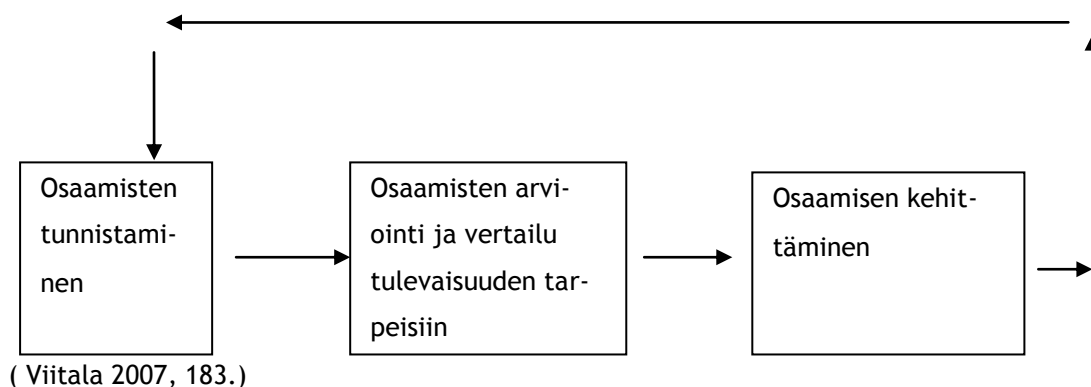 Osaamisten
tunnistami-
nen
Osaamisten arvi-
ointi ja vertailu
tulevaisuuden tar-
peisiin
Osaamisen kehit-
täminen
( Viitala 2007, 183.)